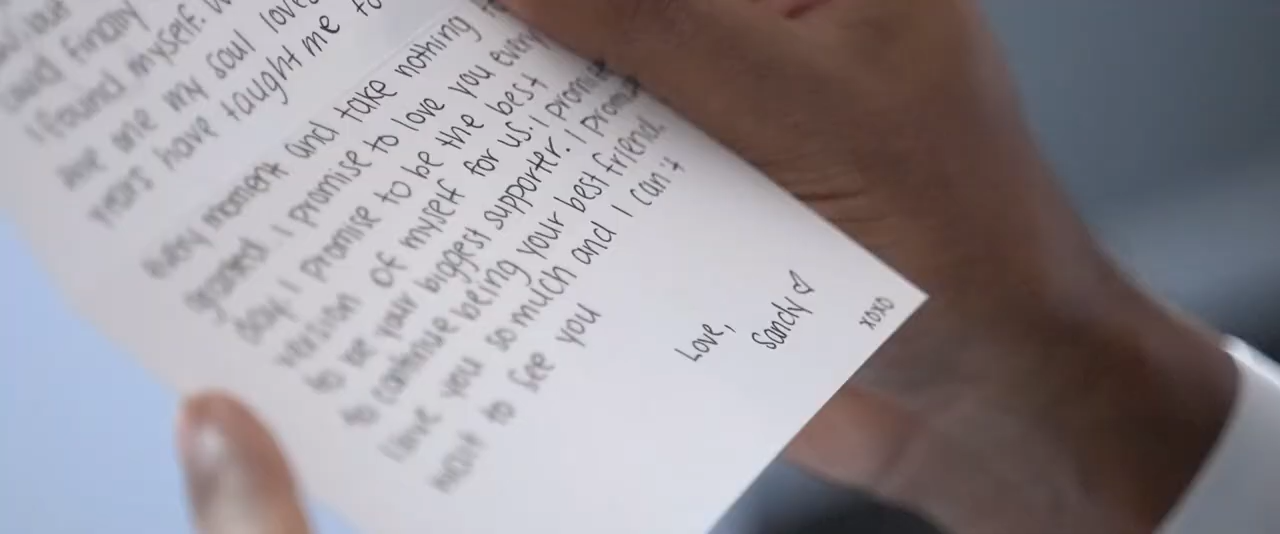 said finally
I found myself.
are my soul
years have taught me to
every moment and take nothing
granted. I promise to love you every
day. I promise to be the best
version of myself for us. I promise
to be your biggest supporter. I promise
to continue being your best friend.
I love you so much and I can't
wait to see you
Love,
Sandy ♡
xoxo